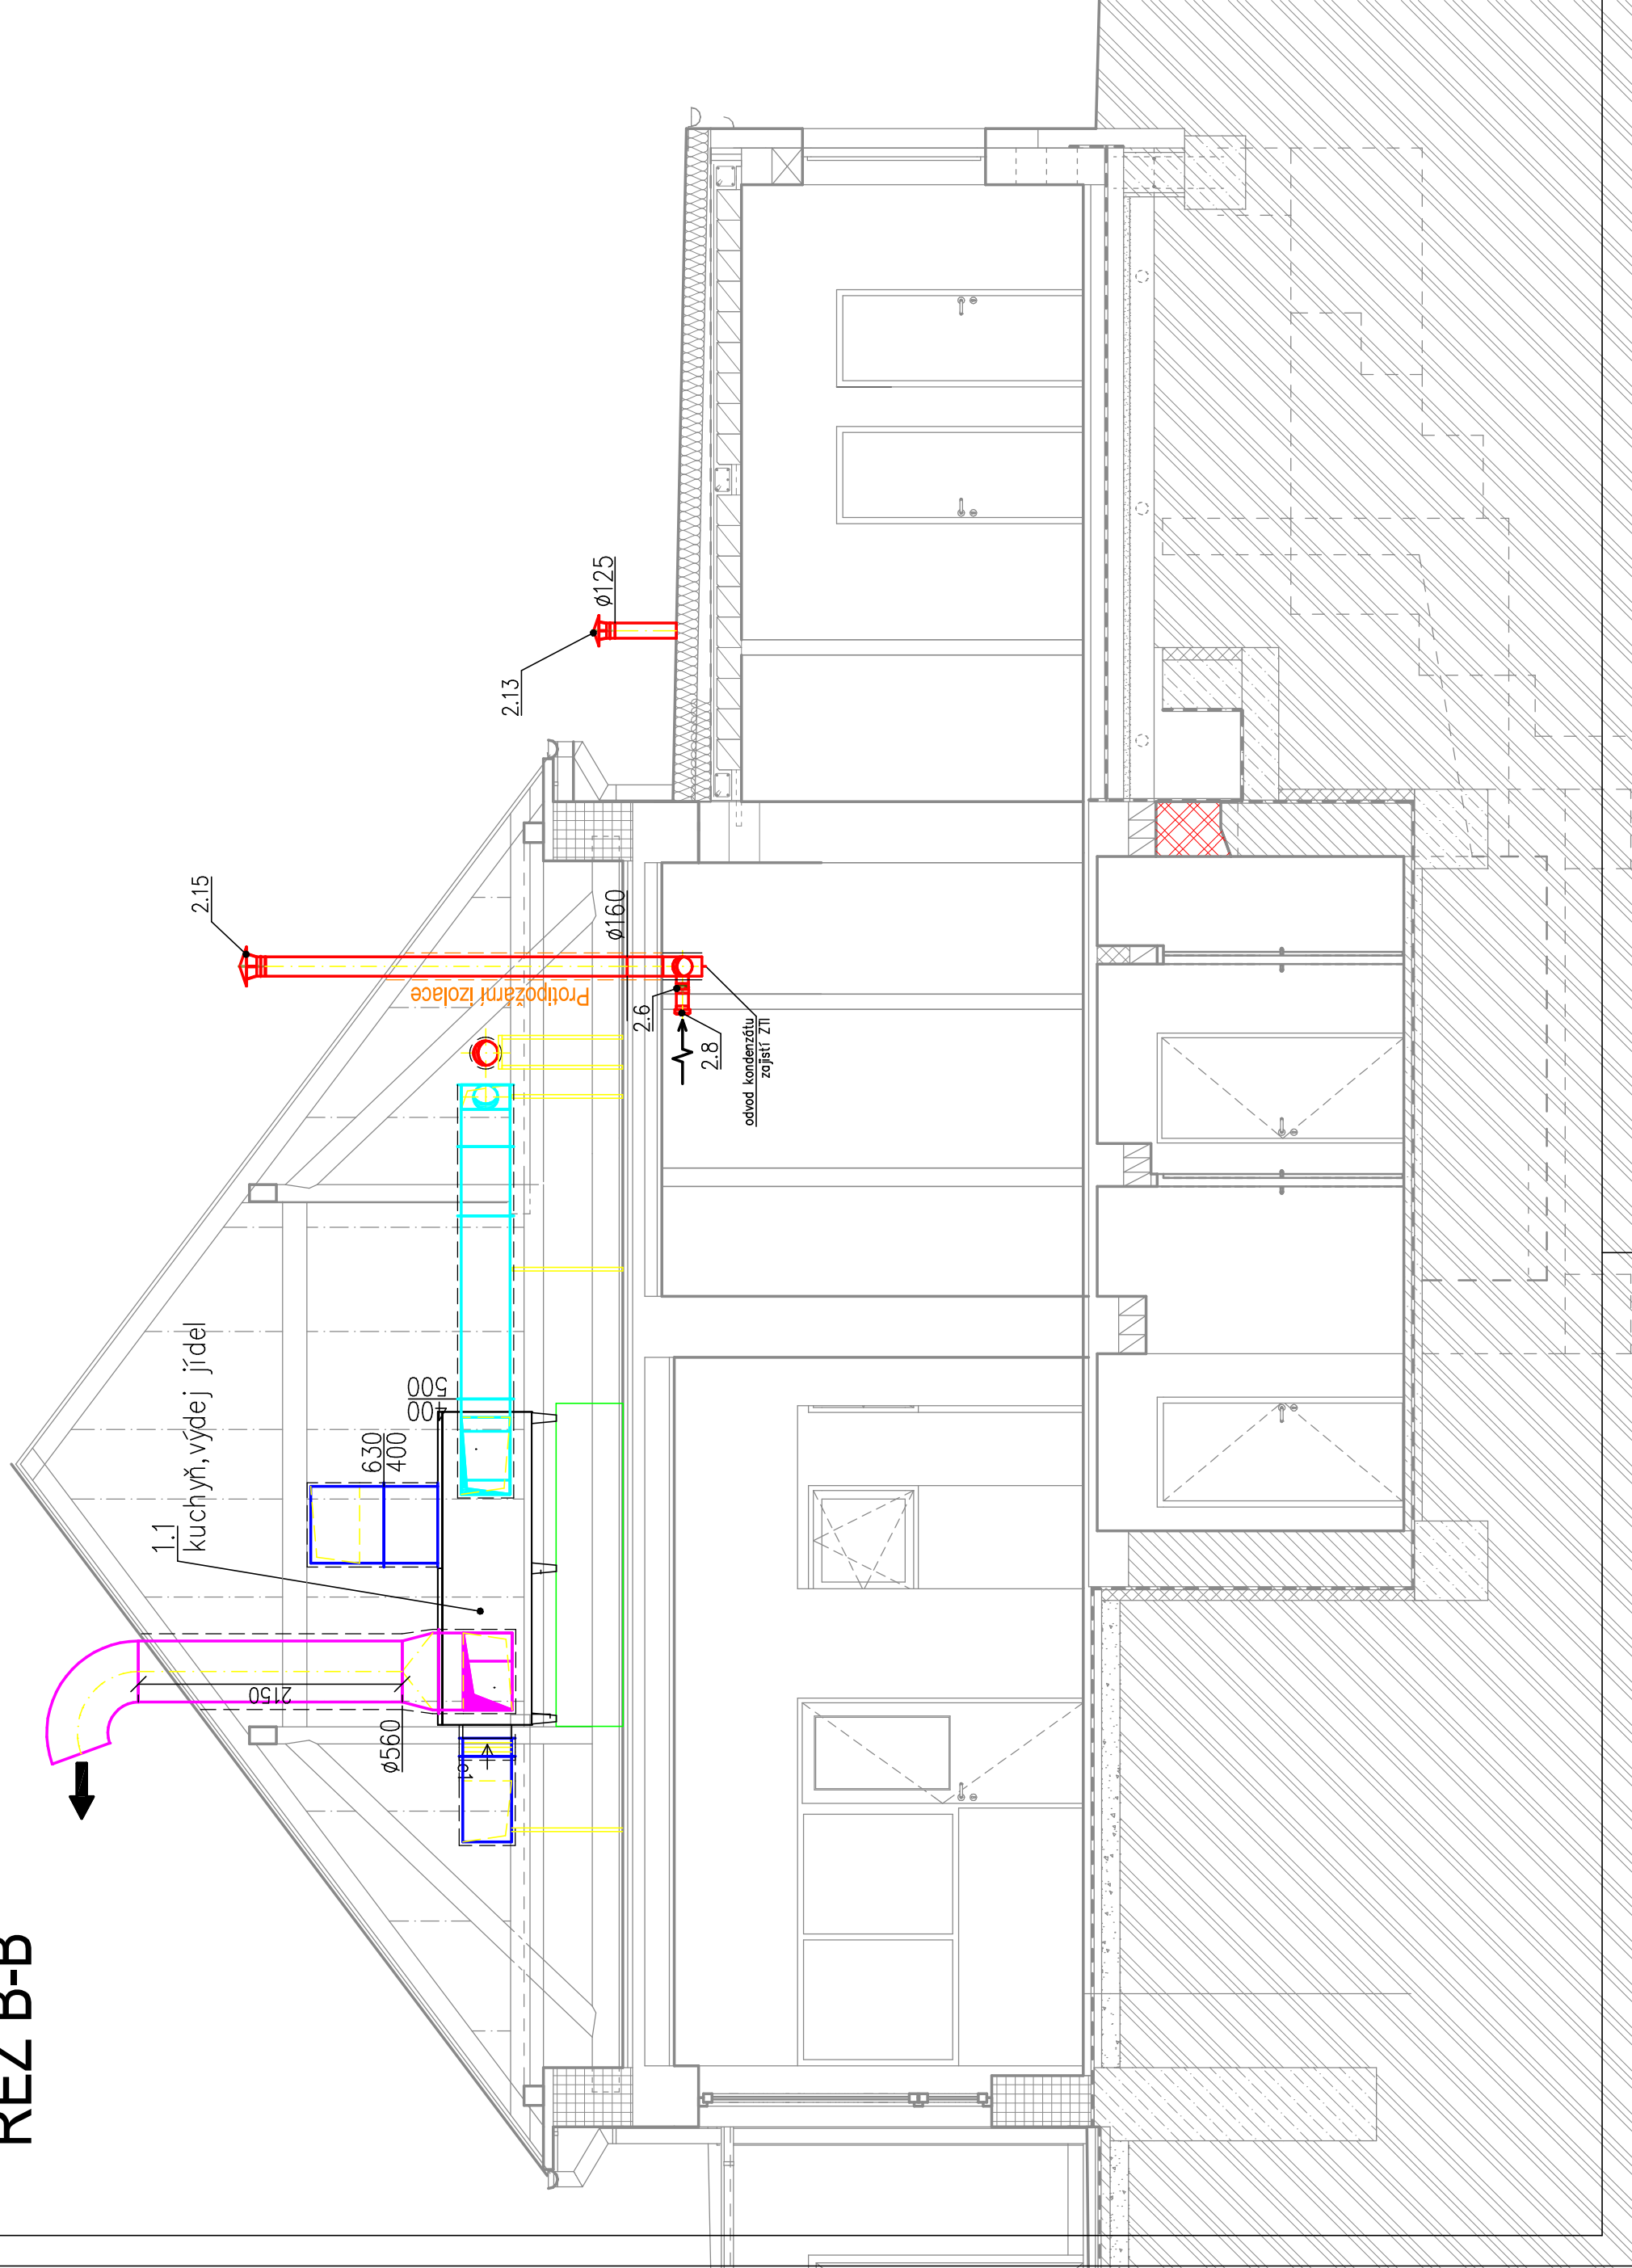 ŘEZ B-B
1.1
kuchyň,výdej jídel
2150
ø560
e1
630
400
400
500
2.15
Protipožární izolace
ø160
2.6
2.8
odvod kondenzátu
zajistí ZTI
2.13
ø125